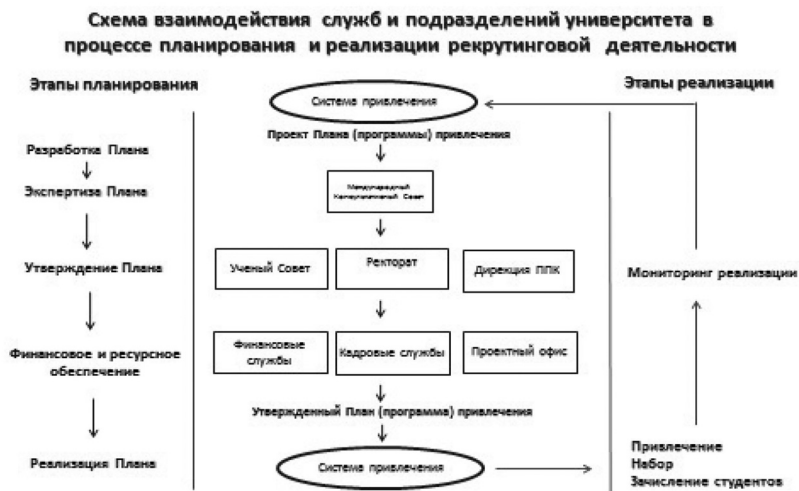 Схема взаимодействия служб и подразделений университета в
процессе планирования и реализации рекрутинговой деятельности
Этапы планирования
Разработка Плана
Экспертиза Плана
Утверждение Плана
Финансовое и ресурсное
обеспечение
Реализация Плана
Система привлечения
Проект Плана (программы) привлечения
Международный
Консультативный Совет
Ученый Совет
Ректорат
Дирекция ППК
Финансовые
службы
Кадровые службы
Проектный офис
Утвержденный План (программа) привлечения
Система привлечения
Этапы реализации
Мониторинг реализации
Привлечение
Набор
Зачисление студентов